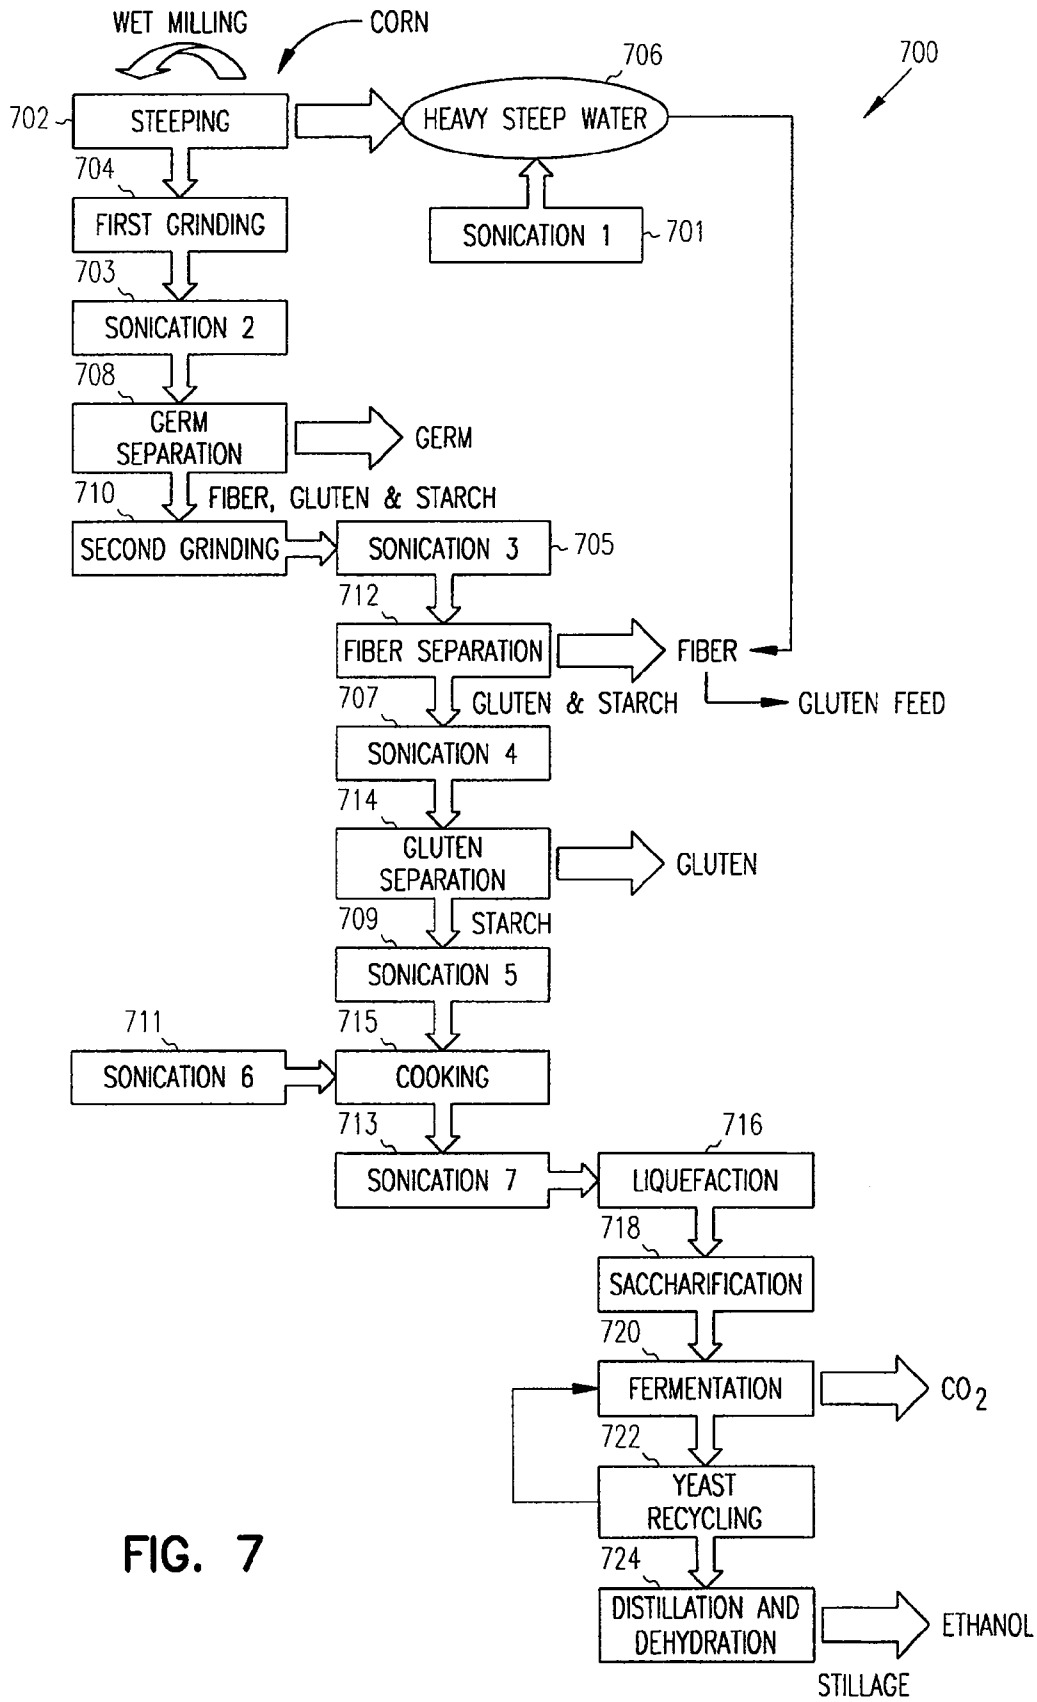 WET MILLING
CORN
700
706
702
STEEPING
HEAVY STEEP WATER
704
FIRST GRINDING
SONICATION 1
701
703
SONICATION 2
708
GERM
SEPARATION
GERM
710
FIBER, GLUTEN & STARCH
SECOND GRINDING
SONICATION 3
705
712
FIBER SEPARATION
FIBER
707
GLUTEN & STARCH
GLUTEN FEED
SONICATION 4
714
GLUTEN
SEPARATION
GLUTEN
709
STARCH
SONICATION 5
711
715
SONICATION 6
COOKING
713
716
SONICATION 7
LIQUEFACTION
718
SACCHARIFICATION
720
FERMENTATION
CO2
722
YEAST
RECYCLING
FIG. 7
724
DISTILLATION AND
DEHYDRATION
ETHANOL
STILLAGE